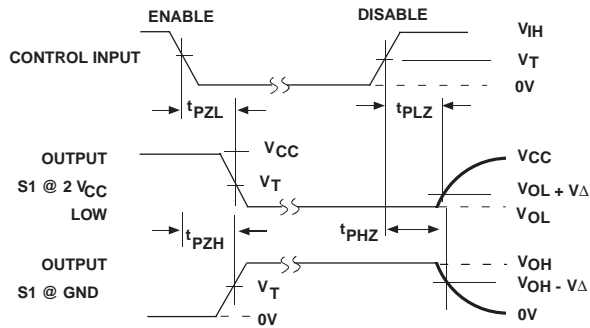 ENABLE
DISABLE
CONTROL INPUT
VIH
VT
0V
tPZL
tPLZ
OUTPUT
S1 @ 2 VCC
LOW
VCC
VT
VCC
VOL + VΔ
VOL
tPZH
tPHZ
OUTPUT
S1 @ GND
VT
0V
VOH
VOH - VΔ
0V